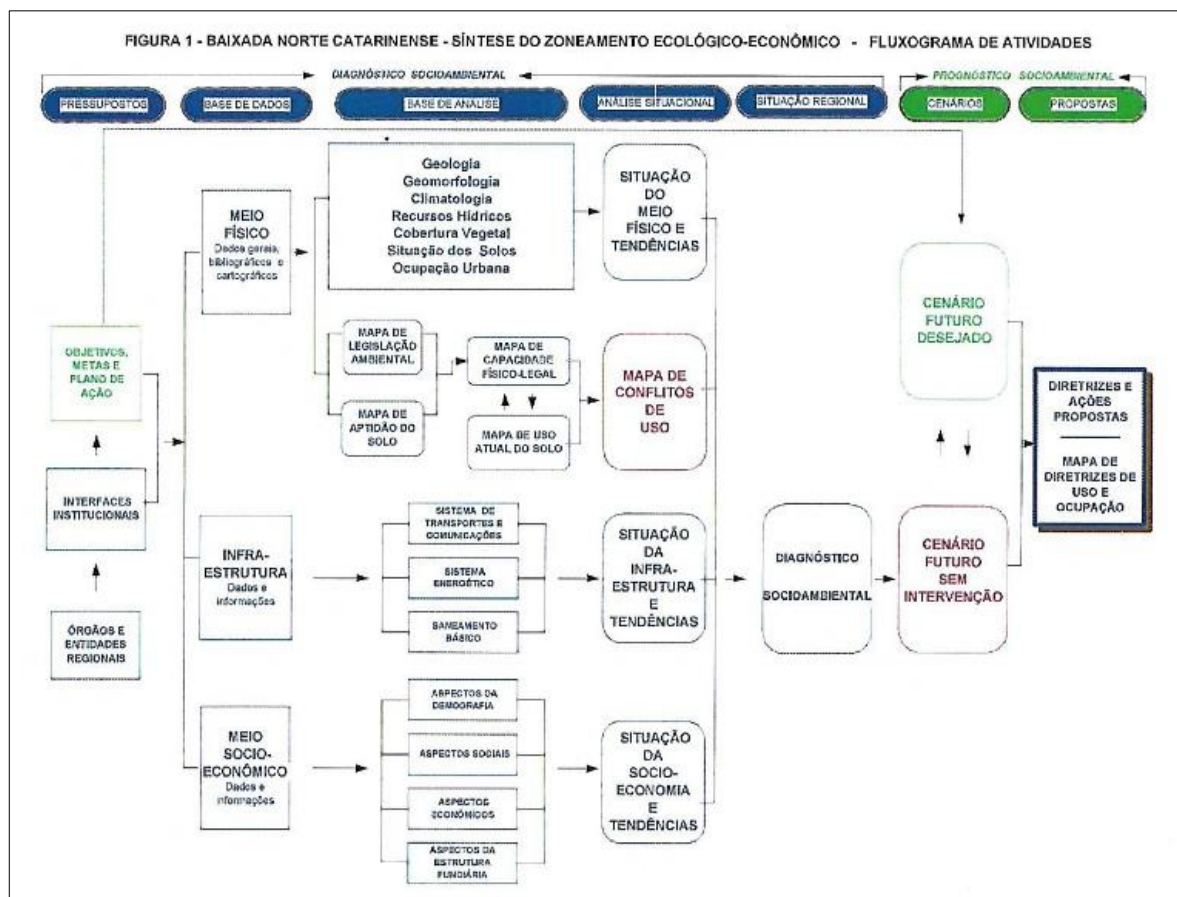 FIGURA 1 - BAIXADA NORTE CATARINENSE - SÍNTESE DO ZONEAMENTO ECOLÓGICO-ECONÔMICO - FLUXOGRAMA DE ATIVIDADES
DIAGNÓSTICO SOCIOAMBIENTAL
PROGNÓSTICO SOCIOAMBIENTAL
PRESSUPOSTOS
BASE DE DADOS
BASE DE ANÁLISE
ANÁLISE SITUACIONAL
SITUAÇÃO REGIONAL
CENÁRIOS
PROPOSTAS
OBJETIVOS,
METAS E
PLANO DE
AÇÃO
INTERFACES
INSTITUCIONAIS
ÓRGÃOS E
ENTIDADES
REGIONAIS
MEIO
FÍSICO
Dados gerais,
bibliográficos e
cartográficos
INFRA-
ESTRUTURA
Dados e
informações
MEIO
SOCIO-
ECONÔMICO
Dados e
informações
Geologia
Geomorfologia
Climatologia
Recursos Hídricos
Cobertura Vegetal
Situação dos Solos
Ocupação Urbana
MAPA DE
LEGISLAÇÃO
AMBIENTAL
MAPA DE
APTIDÃO DO
SOLO
MAPA DE
CAPACIDADE
FÍSICO-LEGAL
MAPA DE USO
ATUAL DO SOLO
SISTEMA DE
TRANSPORTES E
COMUNICAÇÕES
SISTEMA
ENERGÉTICO
SANEAMENTO
BÁSICO
ASPECTOS DA
DEMOGRAFIA
ASPECTOS SOCIAIS
ASPECTOS
ECONÓMICOS
ASPECTOS DA
ESTRUTURA
FUNDIÁRIA
SITUAÇÃO
DO
MEIO
FÍSICO E
TENDÊNCIAS
MAPA DE
CONFLITOS
DE
USO
SITUAÇÃO
DA
INFRA-
ESTRUTURA
E
TENDÊNCIAS
SITUAÇÃO
DA
SOCIO-
ECONOMIA
E
TENDÊNCIAS
DIAGNÓSTICO
SOCIOAMBIENTAL
CENÁRIO
FUTURO
DESEJADO
CENÁRIO
FUTURO
SEM
INTERVENÇÃO
DIRETRIZES E
AÇÕES
PROPOSTAS
MAPA DE
DIRETRIZES DE
USO E
OCUPAÇÃO